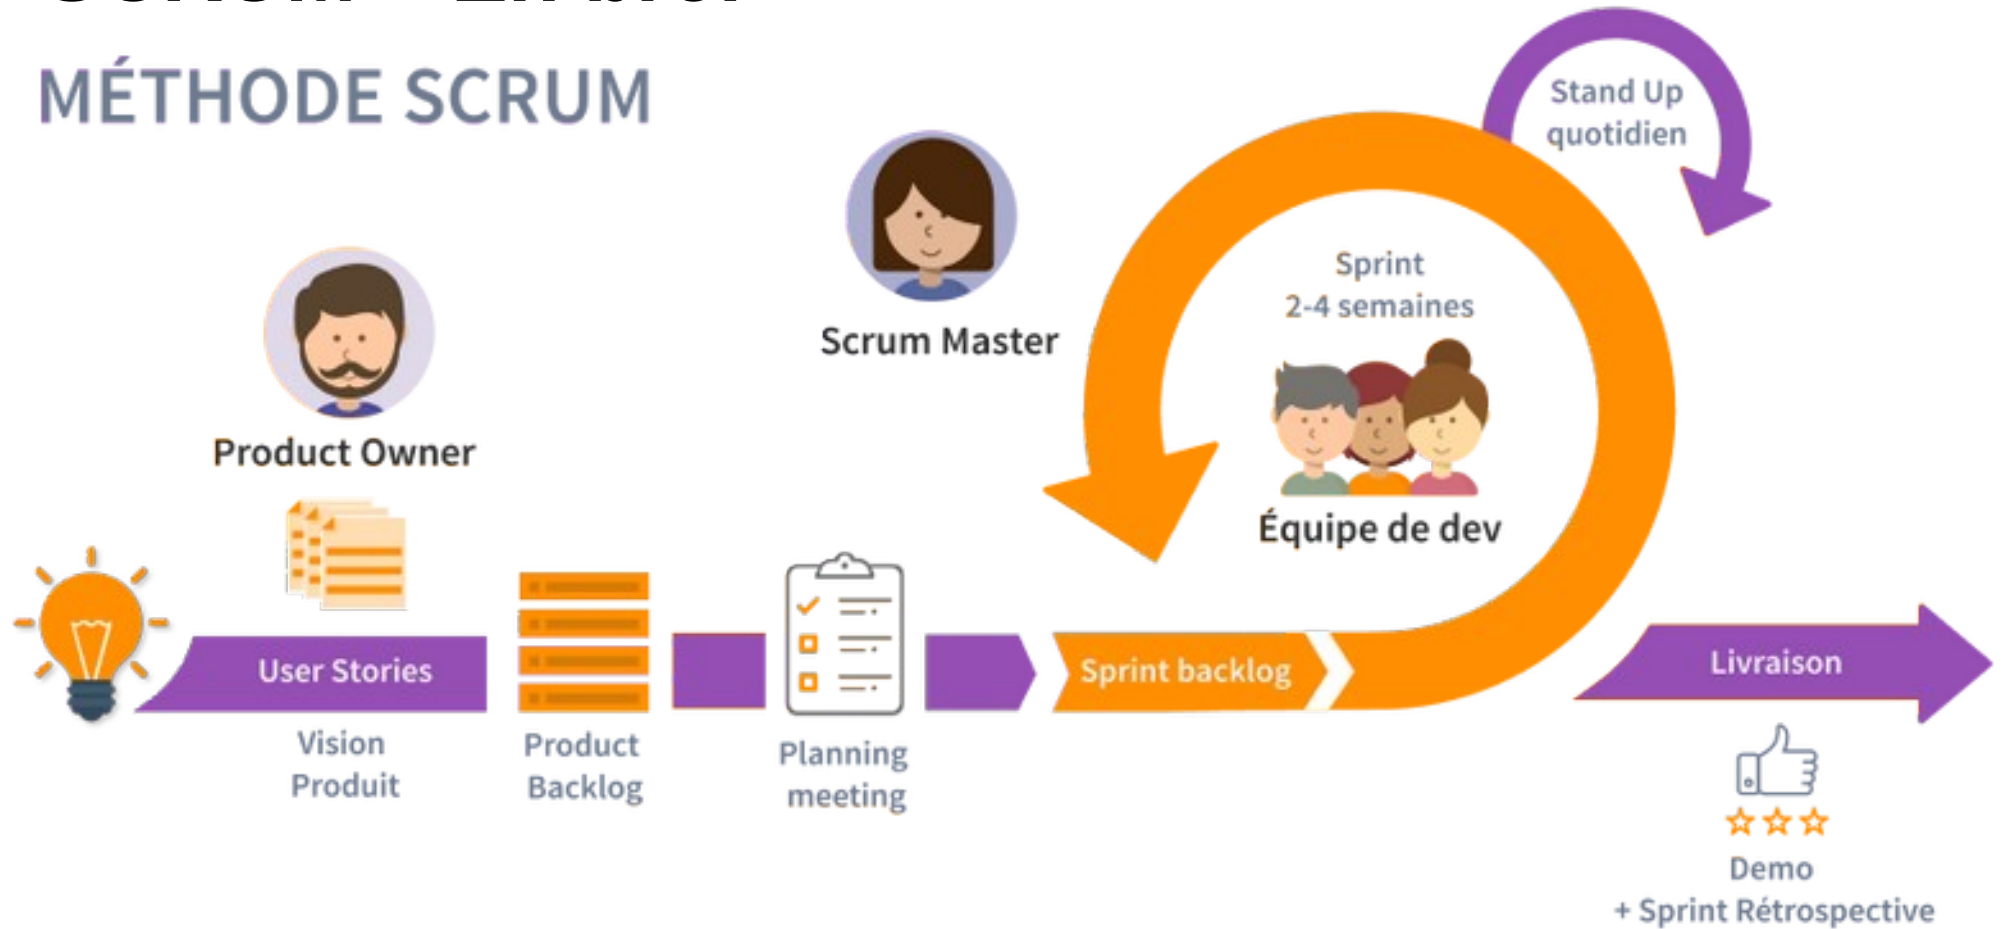 MÉTHODE SCRUM
Stand Up
quotidien
Sprint
2-4 semaines
Scrum Master
Product Owner
Équipe de dev
User Stories
Sprint backlog
Livraison
Vision
Produit
Product
Backlog
Planning
meeting
Demo
+ Sprint Rétrospective